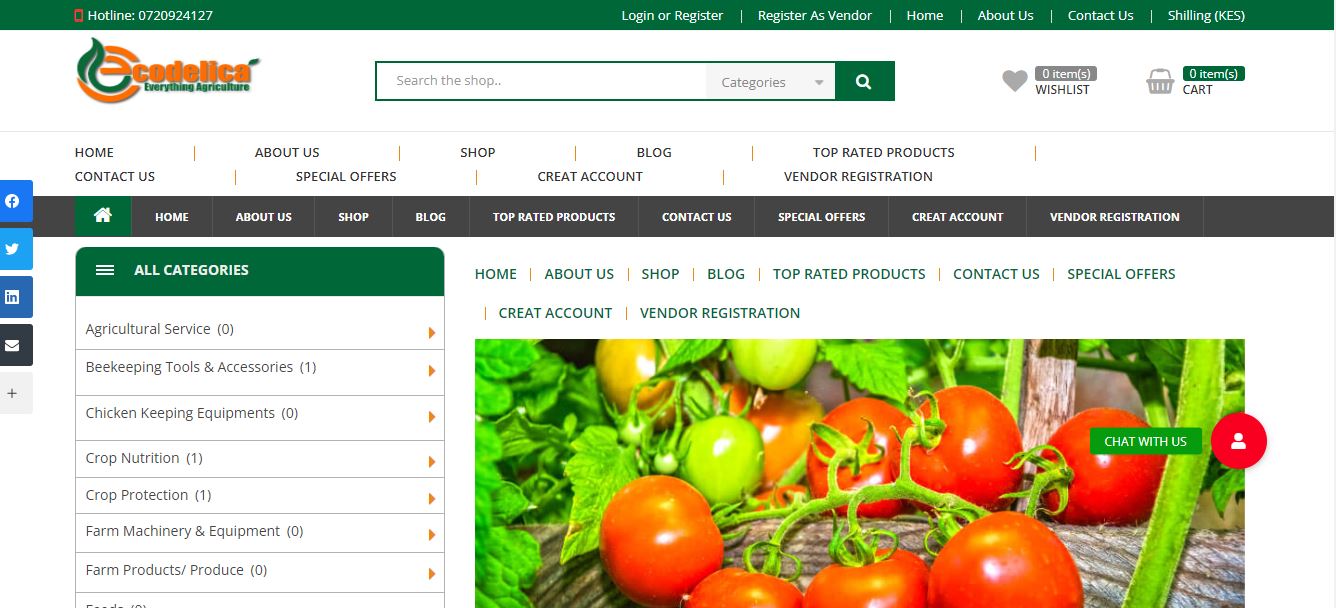 Hotline: 0720924127
Login or Register | Register As Vendor | Home | About Us | Contact Us | Shilling (KES)
ecodelica
Everything Agriculture
Search the shop..
Categories
0 item(s)
WISHLIST
0 item(s)
CART
HOME | ABOUT US | SHOP | BLOG | TOP RATED PRODUCTS |
CONTACT US | SPECIAL OFFERS | CREAT ACCOUNT | VENDOR REGISTRATION
HOME ABOUT US SHOP BLOG TOP RATED PRODUCTS CONTACT US SPECIAL OFFERS CREAT ACCOUNT VENDOR REGISTRATION
ALL CATEGORIES
Agricultural Service (0)
Beekeeping Tools & Accessories (1)
Chicken Keeping Equipments (0)
Crop Nutrition (1)
Crop Protection (1)
Farm Machinery & Equipment (0)
Farm Products/ Produce (0)
Feeds (0)
HOME | ABOUT US | SHOP | BLOG | TOP RATED PRODUCTS | CONTACT US | SPECIAL OFFERS
| CREAT ACCOUNT | VENDOR REGISTRATION
CHAT WITH US